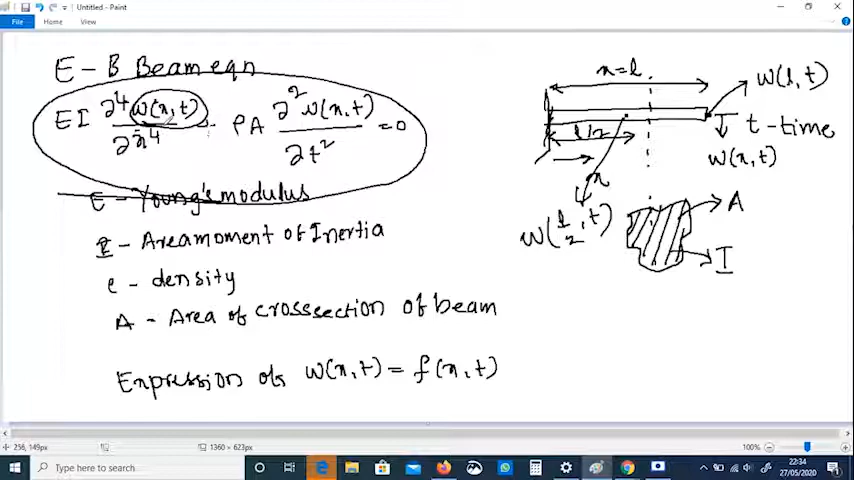 Untitled - Paint
File Home View
E - B Beam eqn
EI ∂⁴w(x,t)/∂x⁴ - ρA ∂²w(x,t)/∂t² = 0
E - Young's modulus
I - Area moment of Inertia
ρ - density
A - Area of crosssection of beam
Expression of w(x,t) = f(x,t)
x=l
w(l,t)
l/2
t - time
w(x,t)
x
w(l/2,t)
A
I
256, 149px
1360 × 623px
100%
Type here to search
22:34
27/05/2020